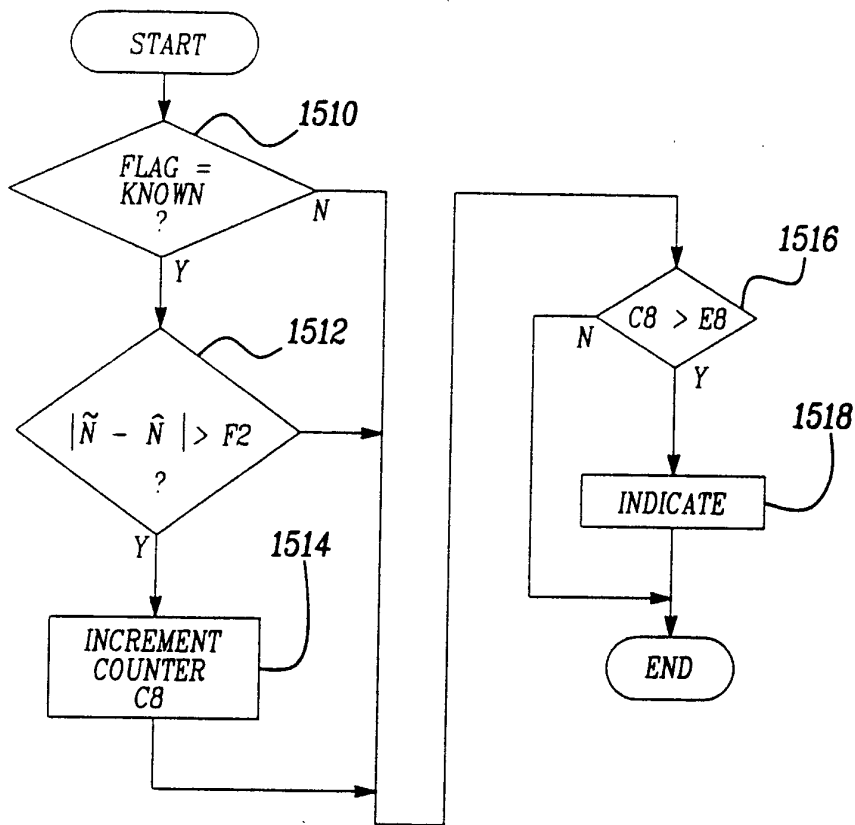 START
1510
FLAG =
KNOWN
?
N
Y
1512
|Ñ - N̂ | > F2
?
Y
1514
INCREMENT
COUNTER
C8
1516
C8 > E8
N
Y
1518
INDICATE
END